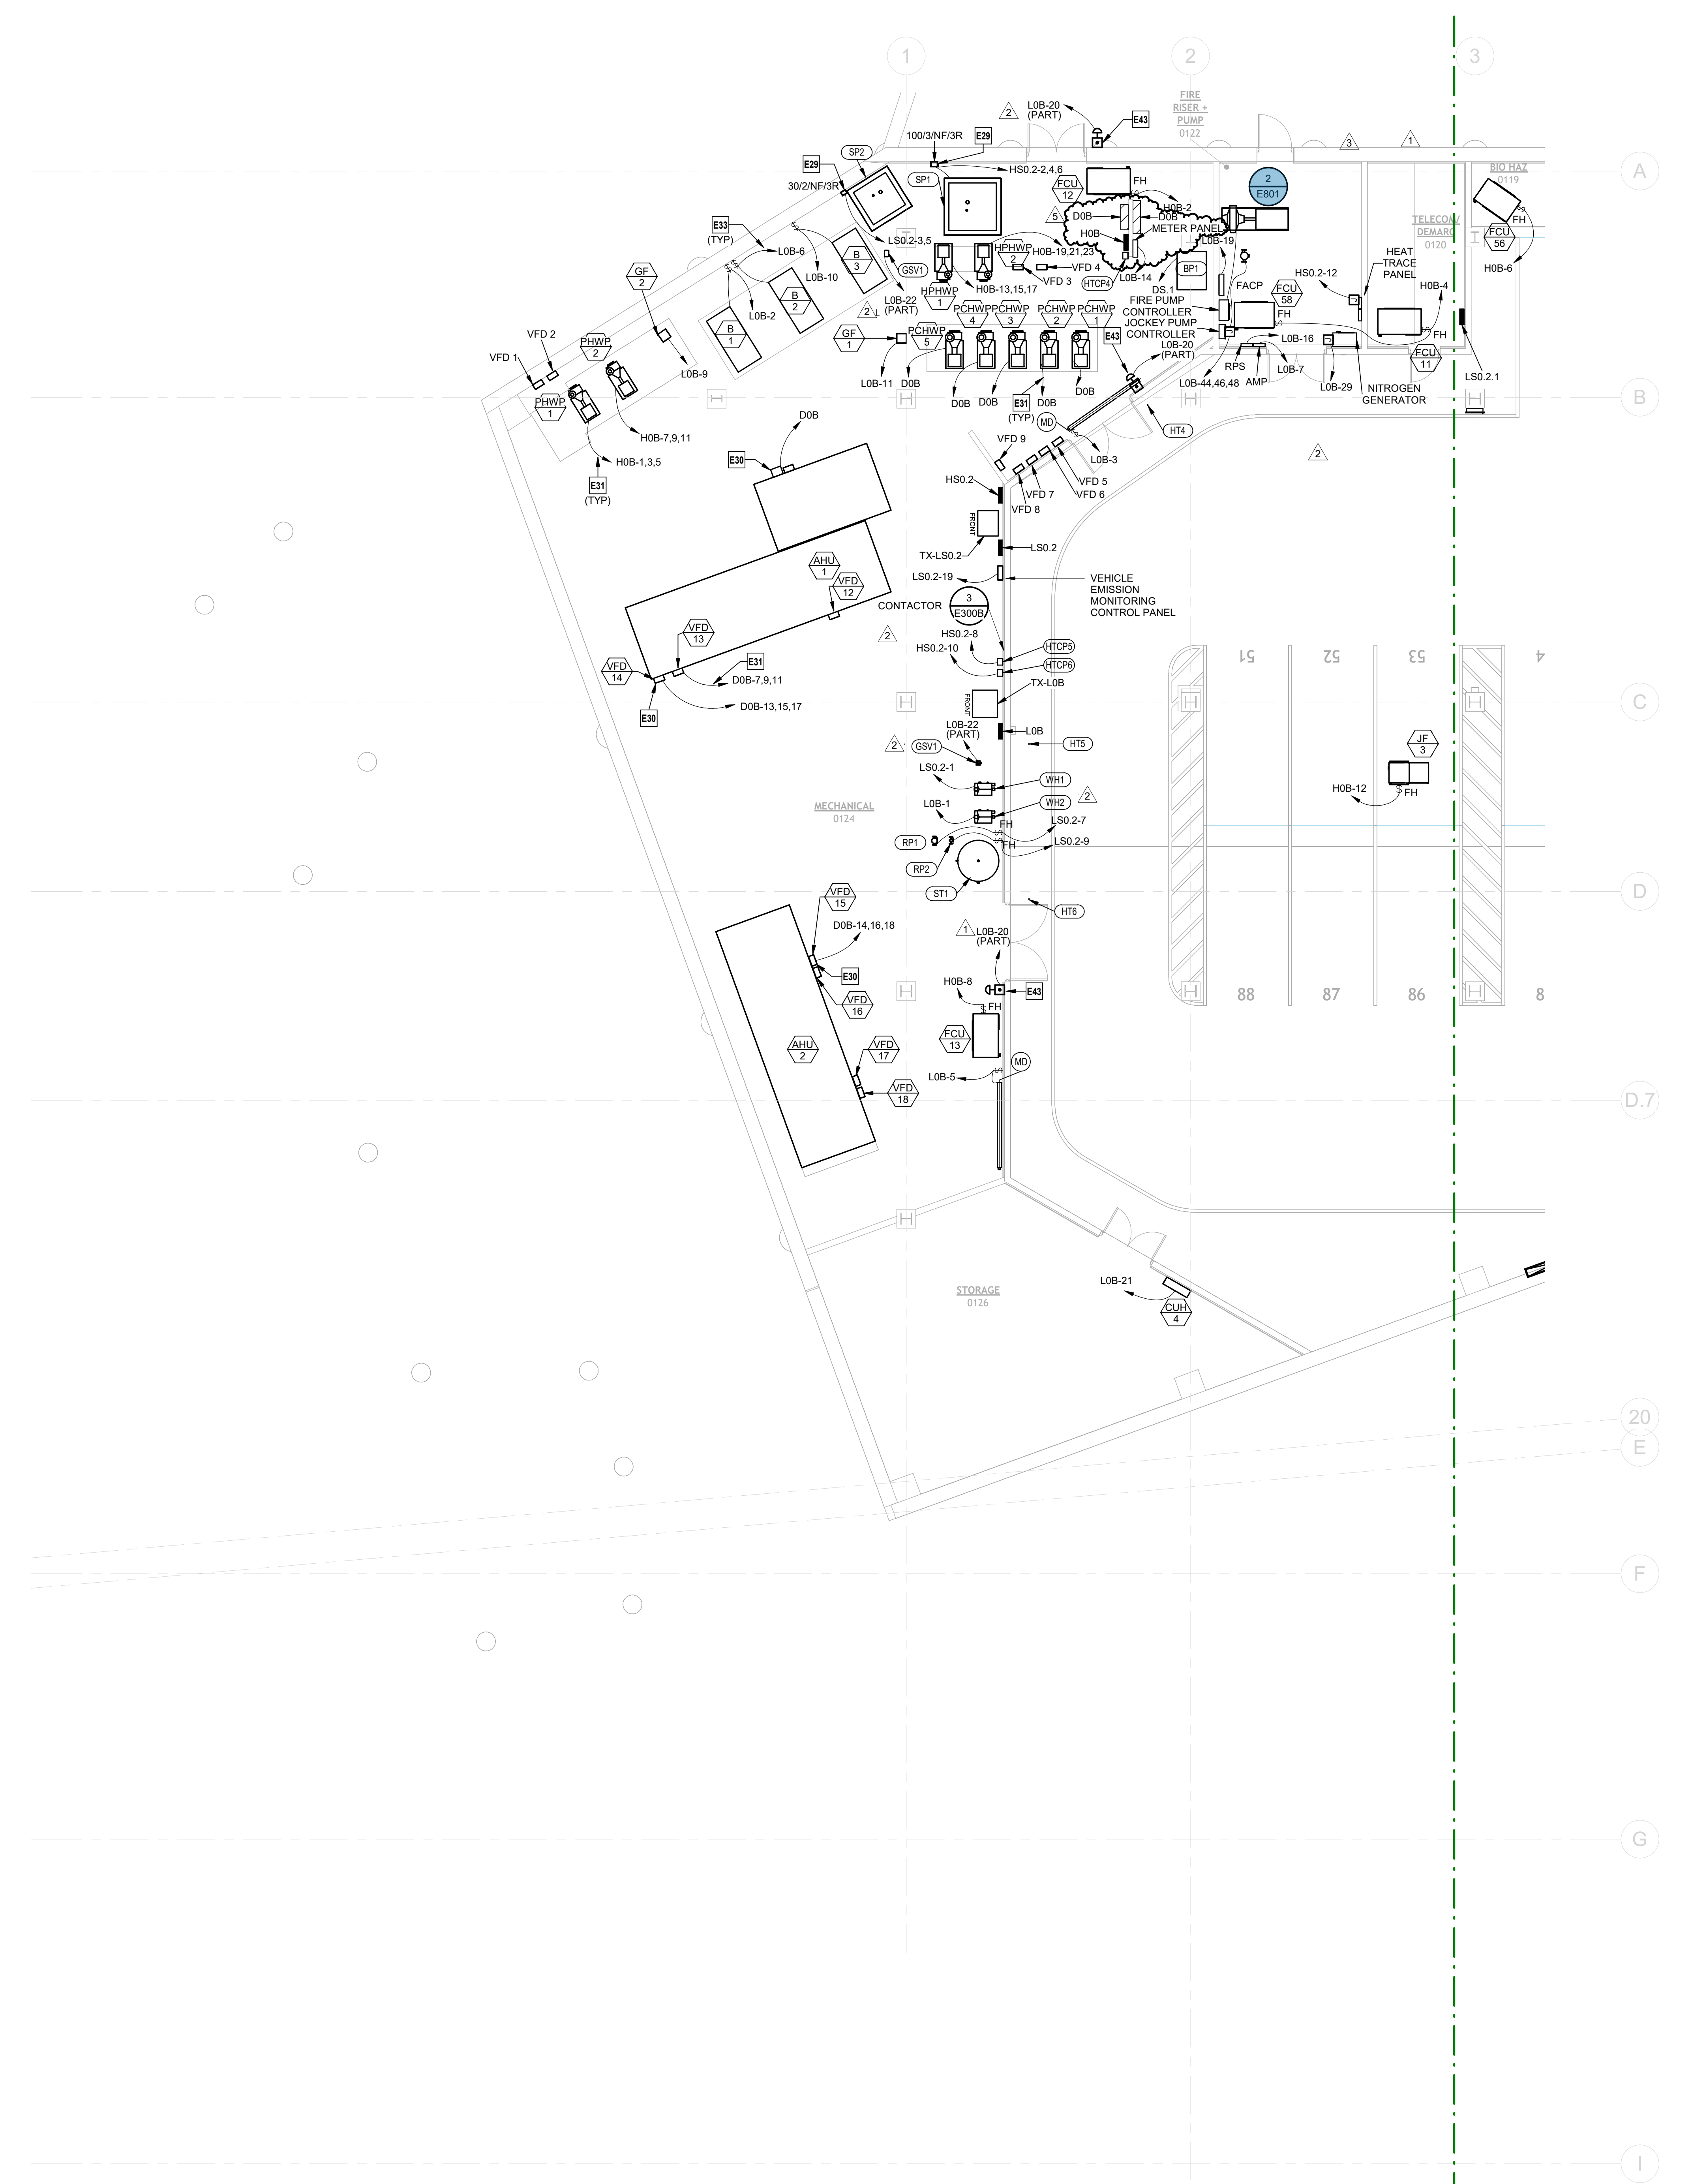 1
2
3
FIRE
RISER +
PUMP
0122
2
L0B-20
(PART)
E43
100/3/NF/3R
E29
3
1
SP2
E29
30/2/NF/3R
SP1
HS0.2-2,4,6
FCU
12
FH
H0B-2
2
E801
BIO HAZ
0119
A
FH
FCU
56
H0B-6
TELECOM/
DEMARC
0120
5
D0B
D0B
METER PANEL
H0B
HTCP4
L0B-14
DS.1
BP1
L0B-19
E33
(TYP)
L0B-6
LS0.2-3,5
L0B-10
GSV1
L0B-22
(PART)
2
B
3
B
2
B
1
L0B-2
HPHWP
1
HPHWP
2
H0B-19,21,23
VFD 4
VFD 3
H0B-13,15,17
HEAT
TRACE
PANEL
HS0.2-12
H0B-4
FACP
FCU
58
FH
FIRE PUMP
CONTROLLER
JOCKEY PUMP
CONTROLLER
GF
2
L0B-9
PCHWP
4
PCHWP
3
PCHWP
2
PCHWP
1
PCHWP
5
GF
1
L0B-11
D0B
D0B
D0B
E31
(TYP)
D0B
D0B
E43
L0B-20
(PART)
L0B-16
RPS
AMP
L0B-7
L0B-44,46,48
L0B-29
NITROGEN
GENERATOR
FH
FCU
11
LS0.2.1
VFD 2
VFD 1
PHWP
2
PHWP
1
H0B-7,9,11
H0B-1,3,5
E31
(TYP)
B
MD
HT4
L0B-3
VFD 9
VFD 5
VFD 6
VFD 7
VFD 8
2
D0B
E30
HS0.2
FRONT
TX-LS0.2
LS0.2
LS0.2-19
VEHICLE
EMISSION
MONITORING
CONTROL PANEL
AHU
1
VFD
12
CONTACTOR
3
E300B
2
HS0.2-8
HS0.2-10
HTCP5
HTCP6
VFD
13
VFD
14
E31
D0B-7,9,11
D0B-13,15,17
E30
TX-L0B
FRONT
51
52
53
4
C
L0B-22
(PART)
L0B
2
GSV1
HT5
LS0.2-1
WH1
L0B-1
WH2
2
JF
3
H0B-12
FH
MECHANICAL
0124
FH
LS0.2-7
RP1
FH
LS0.2-9
RP2
ST1
D
VFD
15
D0B-14,16,18
HT6
1
L0B-20
(PART)
E30
VFD
16
H0B-8
E43
FH
FCU
13
88
87
86
8
AHU
2
VFD
17
VFD
18
MD
L0B-5
D.7
L0B-21
CUH
4
STORAGE
0126
20
E
F
G
I